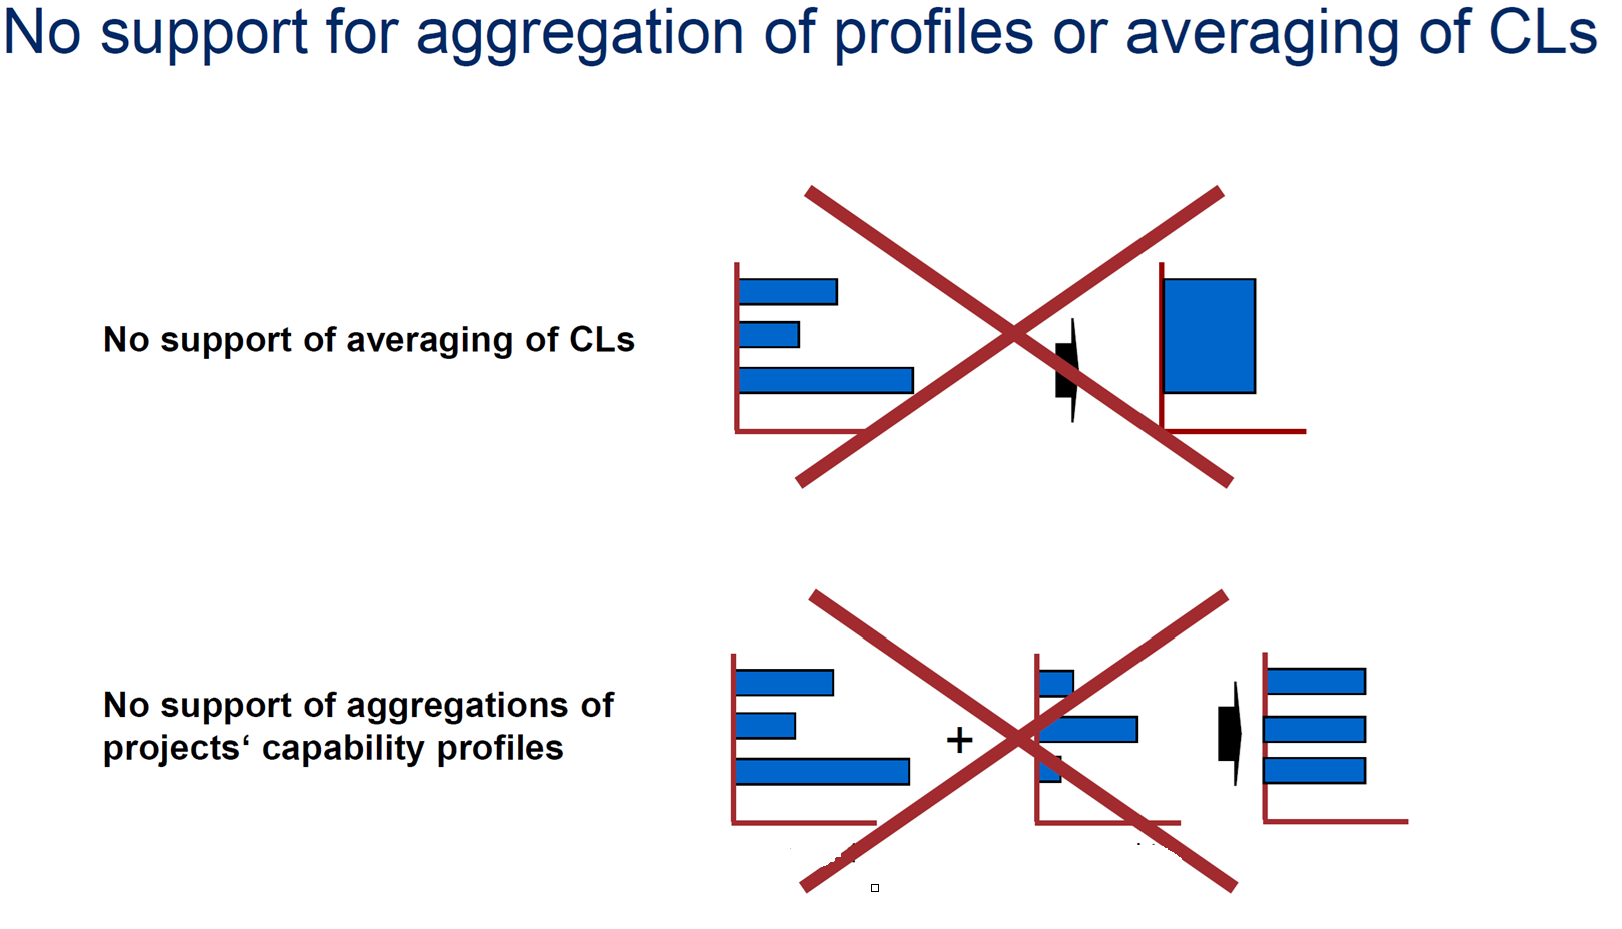 No support for aggregation of profiles or averaging of CLs
No support of averaging of CLs
No support of aggregations of
projects‘ capability profiles
+